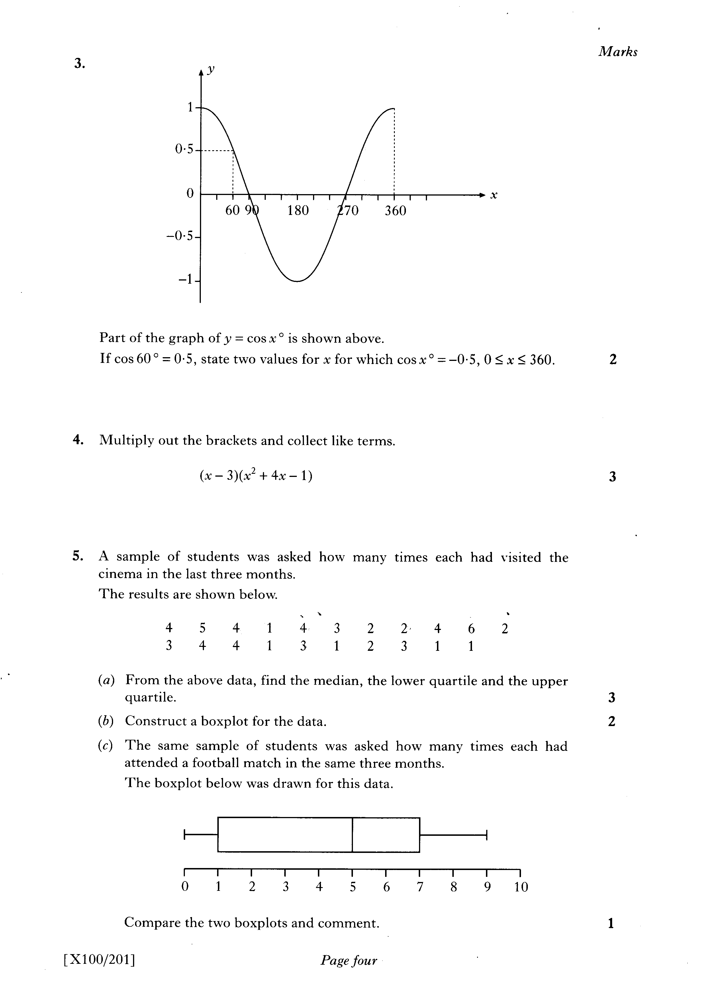 Marks
3.
y
1
0·5
0
x
60 90 180 270 360
–0·5
–1
Part of the graph of y = cos x° is shown above.
If cos 60° = 0·5, state two values for x for which cos x° = –0·5, 0 ≤ x ≤ 360. 2
4. Multiply out the brackets and collect like terms.
(x – 3)(x² + 4x – 1) 3
5. A sample of students was asked how many times each had visited the
cinema in the last three months.
The results are shown below.
4 5 4 1 4 3 2 2 4 6 2
3 4 4 1 3 1 2 3 1 1
(a) From the above data, find the median, the lower quartile and the upper
quartile. 3
(b) Construct a boxplot for the data. 2
(c) The same sample of students was asked how many times each had
attended a football match in the same three months.
The boxplot below was drawn for this data.
0 1 2 3 4 5 6 7 8 9 10
Compare the two boxplots and comment. 1
[X100/201] Page four